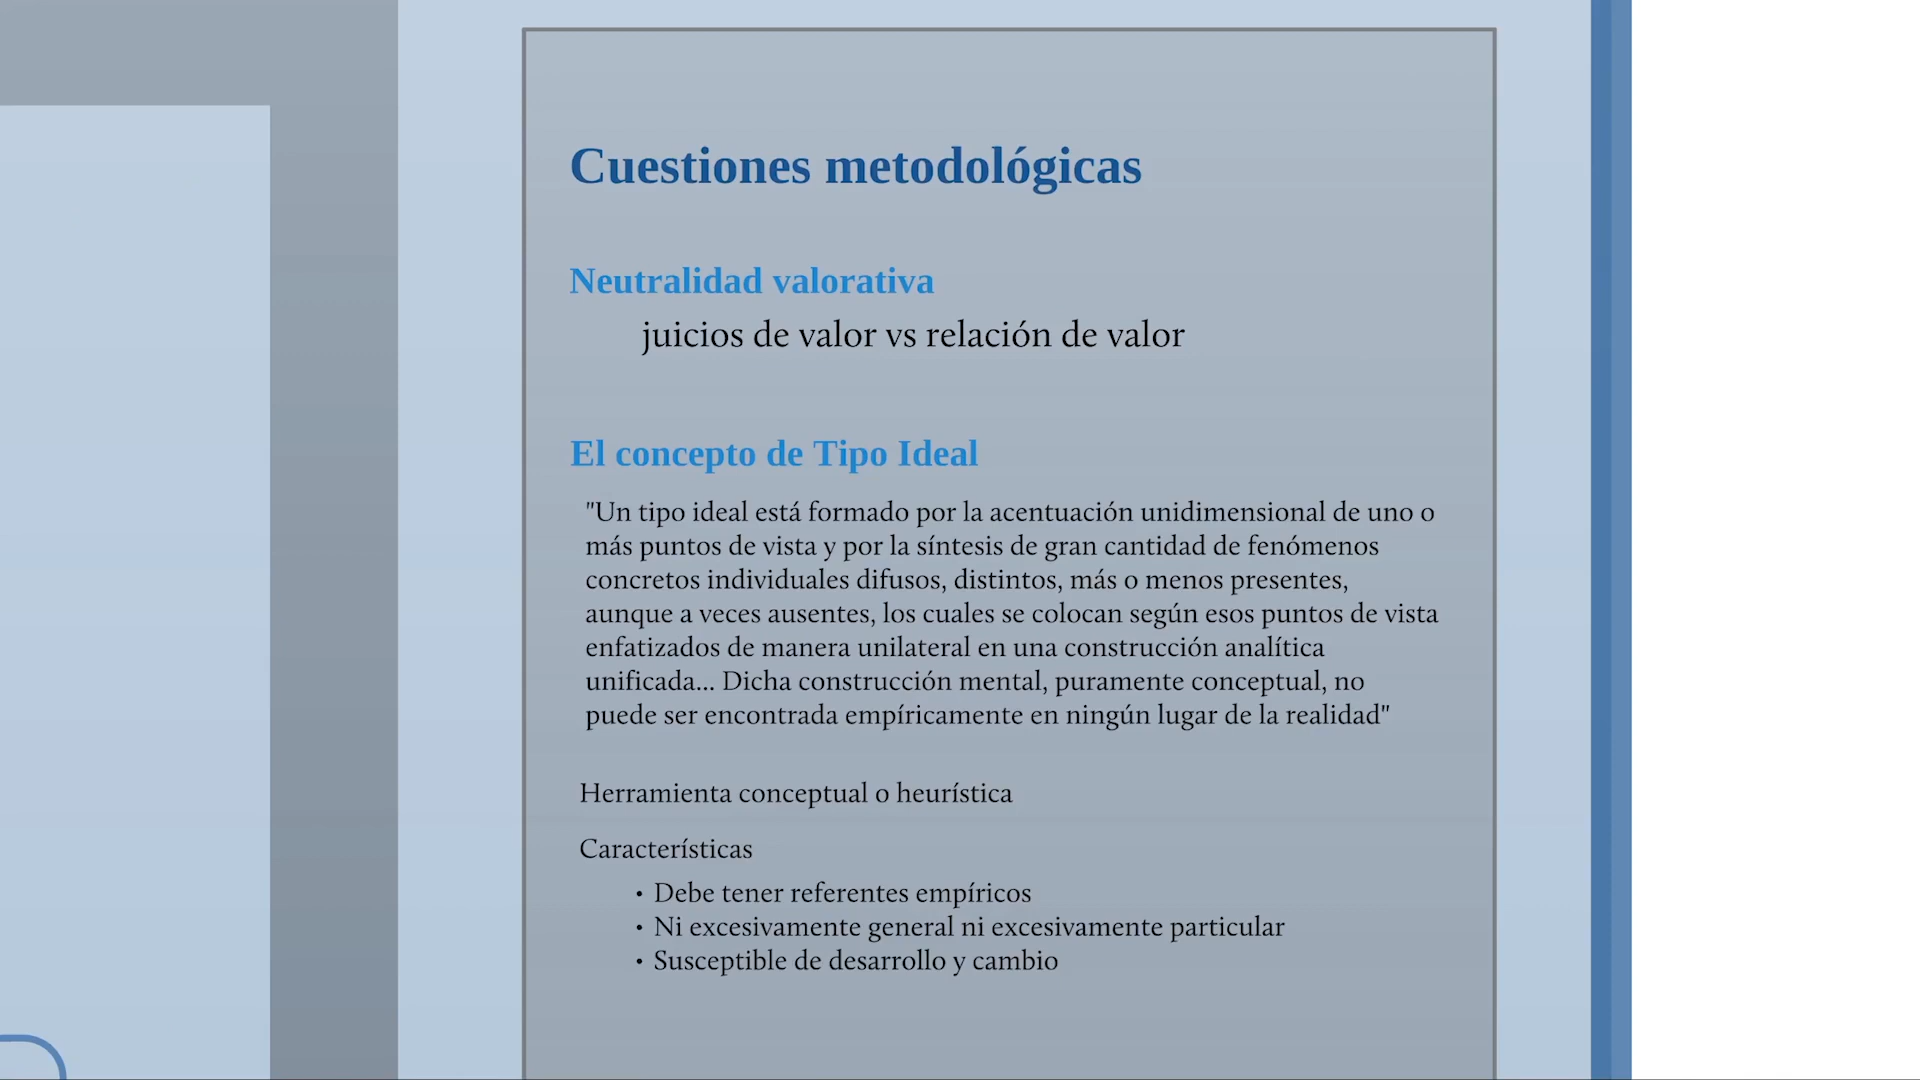 Cuestiones metodológicas
Neutralidad valorativa
juicios de valor vs relación de valor
El concepto de Tipo Ideal
"Un tipo ideal está formado por la acentuación unidimensional de uno o
más puntos de vista y por la síntesis de gran cantidad de fenómenos
concretos individuales difusos, distintos, más o menos presentes,
aunque a veces ausentes, los cuales se colocan según esos puntos de vista
enfatizados de manera unilateral en una construcción analítica
unificada... Dicha construcción mental, puramente conceptual, no
puede ser encontrada empíricamente en ningún lugar de la realidad"
Herramienta conceptual o heurística
Características
• Debe tener referentes empíricos
• Ni excesivamente general ni excesivamente particular
• Susceptible de desarrollo y cambio